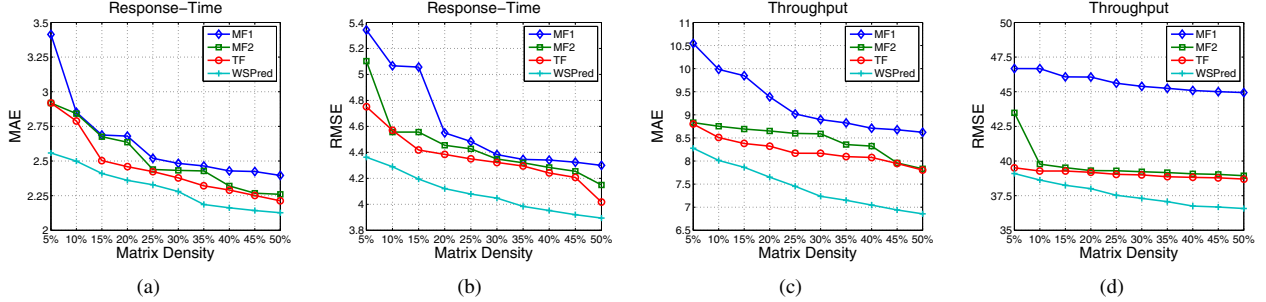 Response-Time
3.5
3.25
3
2.75
2.5
2.25
2
MAE
5% 10% 15% 20% 25% 30% 35% 40% 45% 50%
Matrix Density
MF1
MF2
TF
WSPred
(a)
Response-Time
5.4
5.2
5
4.8
4.6
4.4
4.2
4
3.8
RMSE
5% 10% 15% 20% 25% 30% 35% 40% 45% 50%
Matrix Density
MF1
MF2
TF
WSPred
(b)
Throughput
11
10.5
10
9.5
9
8.5
8
7.5
7
6.5
MAE
5% 10% 15% 20% 25% 30% 35% 40% 45% 50%
Matrix Density
MF1
MF2
TF
WSPred
(c)
Throughput
50
47.5
45
42.5
40
37.5
35
RMSE
5% 10% 15% 20% 25% 30% 35% 40% 45% 50%
Matrix Density
MF1
MF2
TF
WSPred
(d)